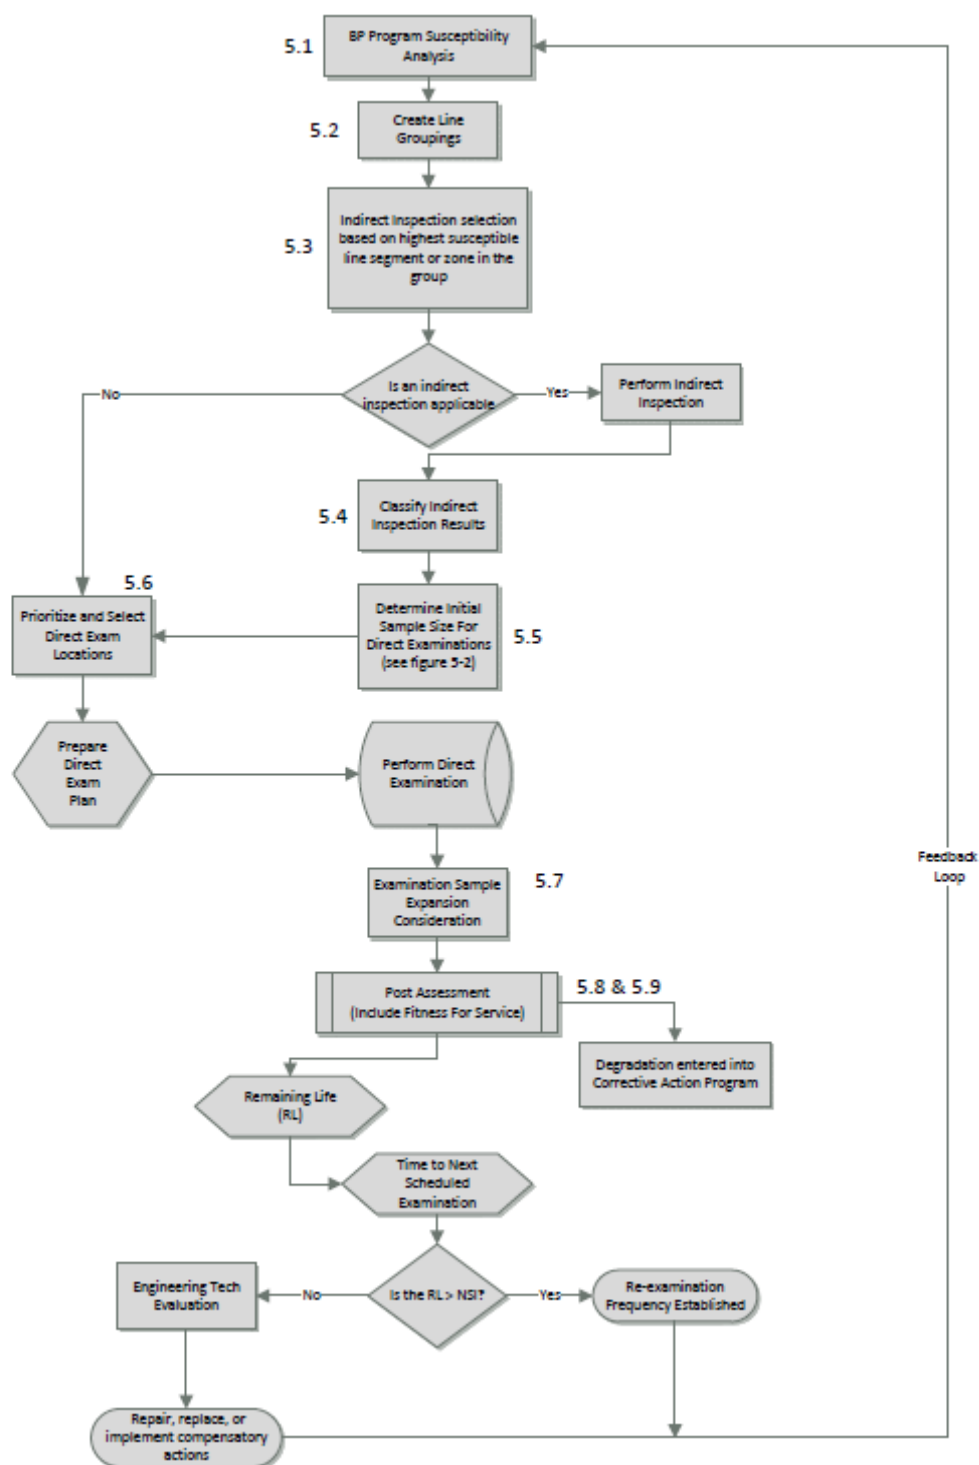 5.1
BP Program Susceptibility
Analysis
5.2
Create Line
Groupings
5.3
Indirect Inspection selection
based on highest susceptible
line segment or zone in the
group
Is an indirect
inspection applicable
No
Yes
Perform Indirect
Inspection
5.4
Classify Indirect
Inspection Results
5.6
Prioritize and Select
Direct Exam
Locations
Determine Initial
Sample Size For
Direct Examinations
(see figure 5-2)
5.5
Prepare
Direct
Exam
Plan
Perform Direct
Examination
Feedback
Loop
Examination Sample
Expansion
Consideration
5.7
Post Assessment
(Include Fitness For Service)
5.8 & 5.9
Degradation entered into
Corrective Action Program
Remaining Life
(RL)
Time to Next
Scheduled
Examination
Engineering Tech
Evaluation
No
Is the RL> NSI?
Yes
Re-examination
Frequency Established
Repair, replace, or
implement compensatory
actions